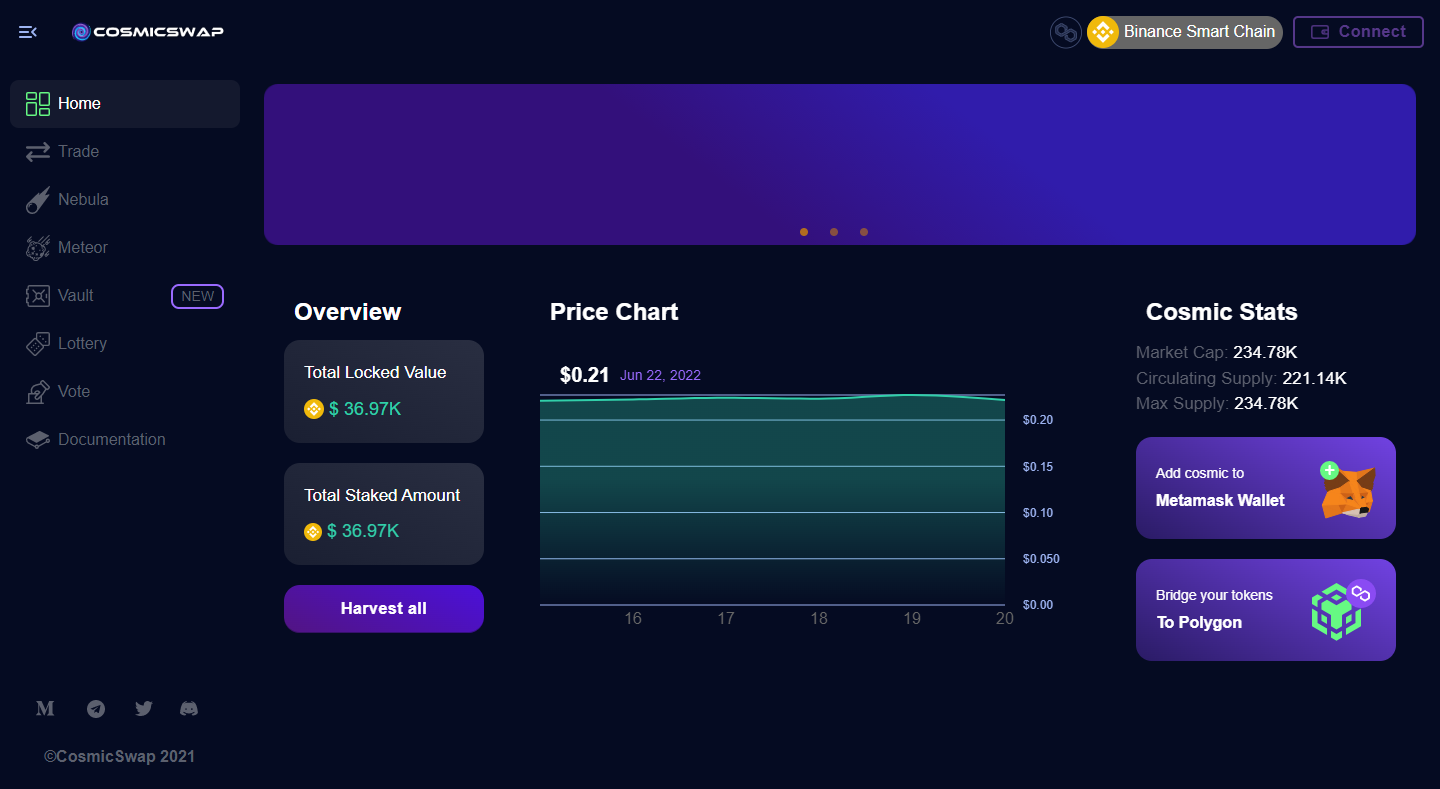 COSMICSWAP
Binance Smart Chain
Connect
Home
Trade
Nebula
Meteor
Vault NEW
Lottery
Vote
Documentation
M
©CosmicSwap 2021
Overview
Total Locked Value
$ 36.97K
Total Staked Amount
$ 36.97K
Harvest all
Price Chart
$0.21 Jun 22, 2022
$0.20
$0.15
$0.10
$0.050
$0.00
16 17 18 19 20
Cosmic Stats
Market Cap: 234.78K
Circulating Supply: 221.14K
Max Supply: 234.78K
Add cosmic to
Metamask Wallet
Bridge your tokens
To Polygon